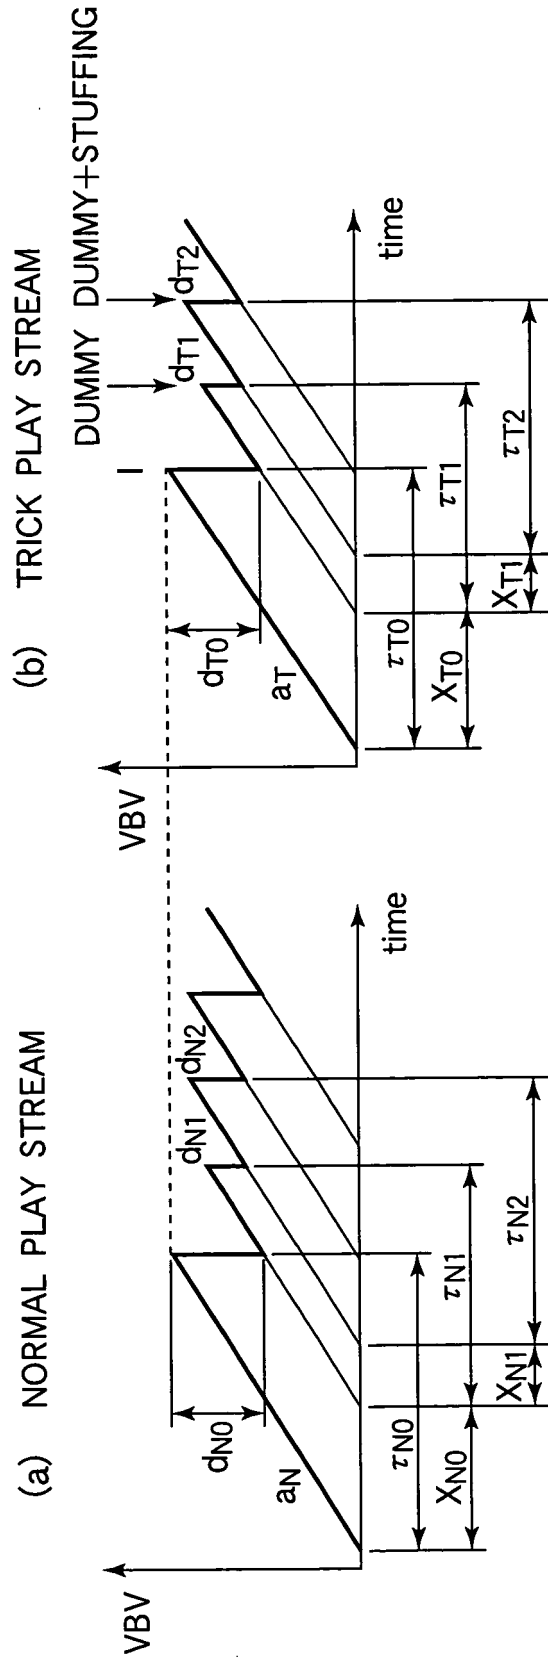 (a) NORMAL PLAY STREAM
VBV
dN0
aN
dN1
dN2
time
τN0
τN1
τN2
XN0
XN1
(b) TRICK PLAY STREAM
DUMMY DUMMY+STUFFING
VBV
I
dT0
aT
dT1
dT2
time
τT0
τT1
τT2
XT0
XT1